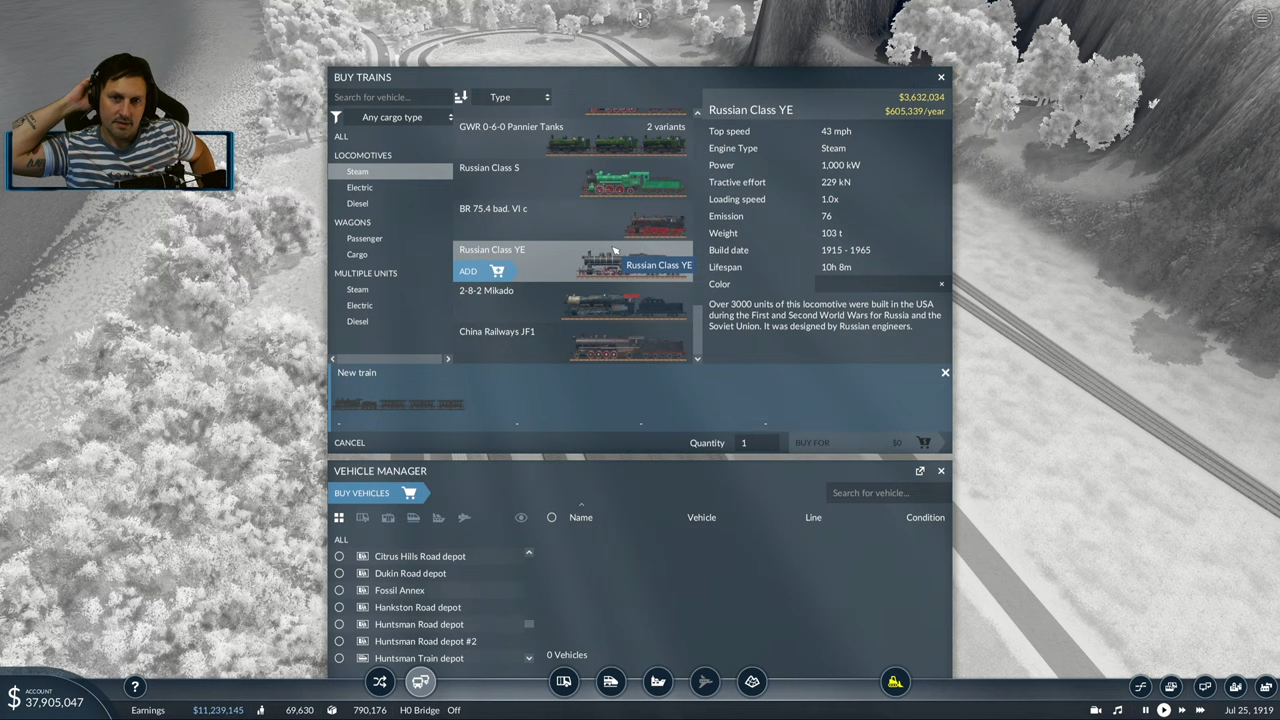 BUY TRAINS
Search for vehicle...
Type
Any cargo type
ALL
LOCOMOTIVES
Steam
Electric
Diesel
WAGONS
Passenger
Cargo
MULTIPLE UNITS
Steam
Electric
Diesel
GWR 0-6-0 Pannier Tanks 2 variants
Russian Class S
BR 75.4 bad. VI c
Russian Class YE
ADD
Russian Class YE
2-8-2 Mikado
China Railways JF1
$3,632,034
Russian Class YE
$605,339/year
Top speed 43 mph
Engine Type Steam
Power 1,000 kW
Tractive effort 229 kN
Loading speed 1.0x
Emission 76
Weight 103 t
Build date 1915 - 1965
Lifespan 10h 8m
Color
Over 3000 units of this locomotive were built in the USA
during the First and Second World Wars for Russia and the
Soviet Union. It was designed by Russian engineers.
New train
- - - -
CANCEL
Quantity 1
BUY FOR $0
VEHICLE MANAGER
BUY VEHICLES
Search for vehicle...
Name Vehicle Line Condition
ALL
Citrus Hills Road depot
Dukin Road depot
Fossil Annex
Hankston Road depot
Huntsman Road depot
Huntsman Road depot #2
Huntsman Train depot
0 Vehicles
$ ACCOUNT
37,905,047
?
Earnings $11,239,145 69,630 790,176 H0 Bridge Off
Jul 25, 1919